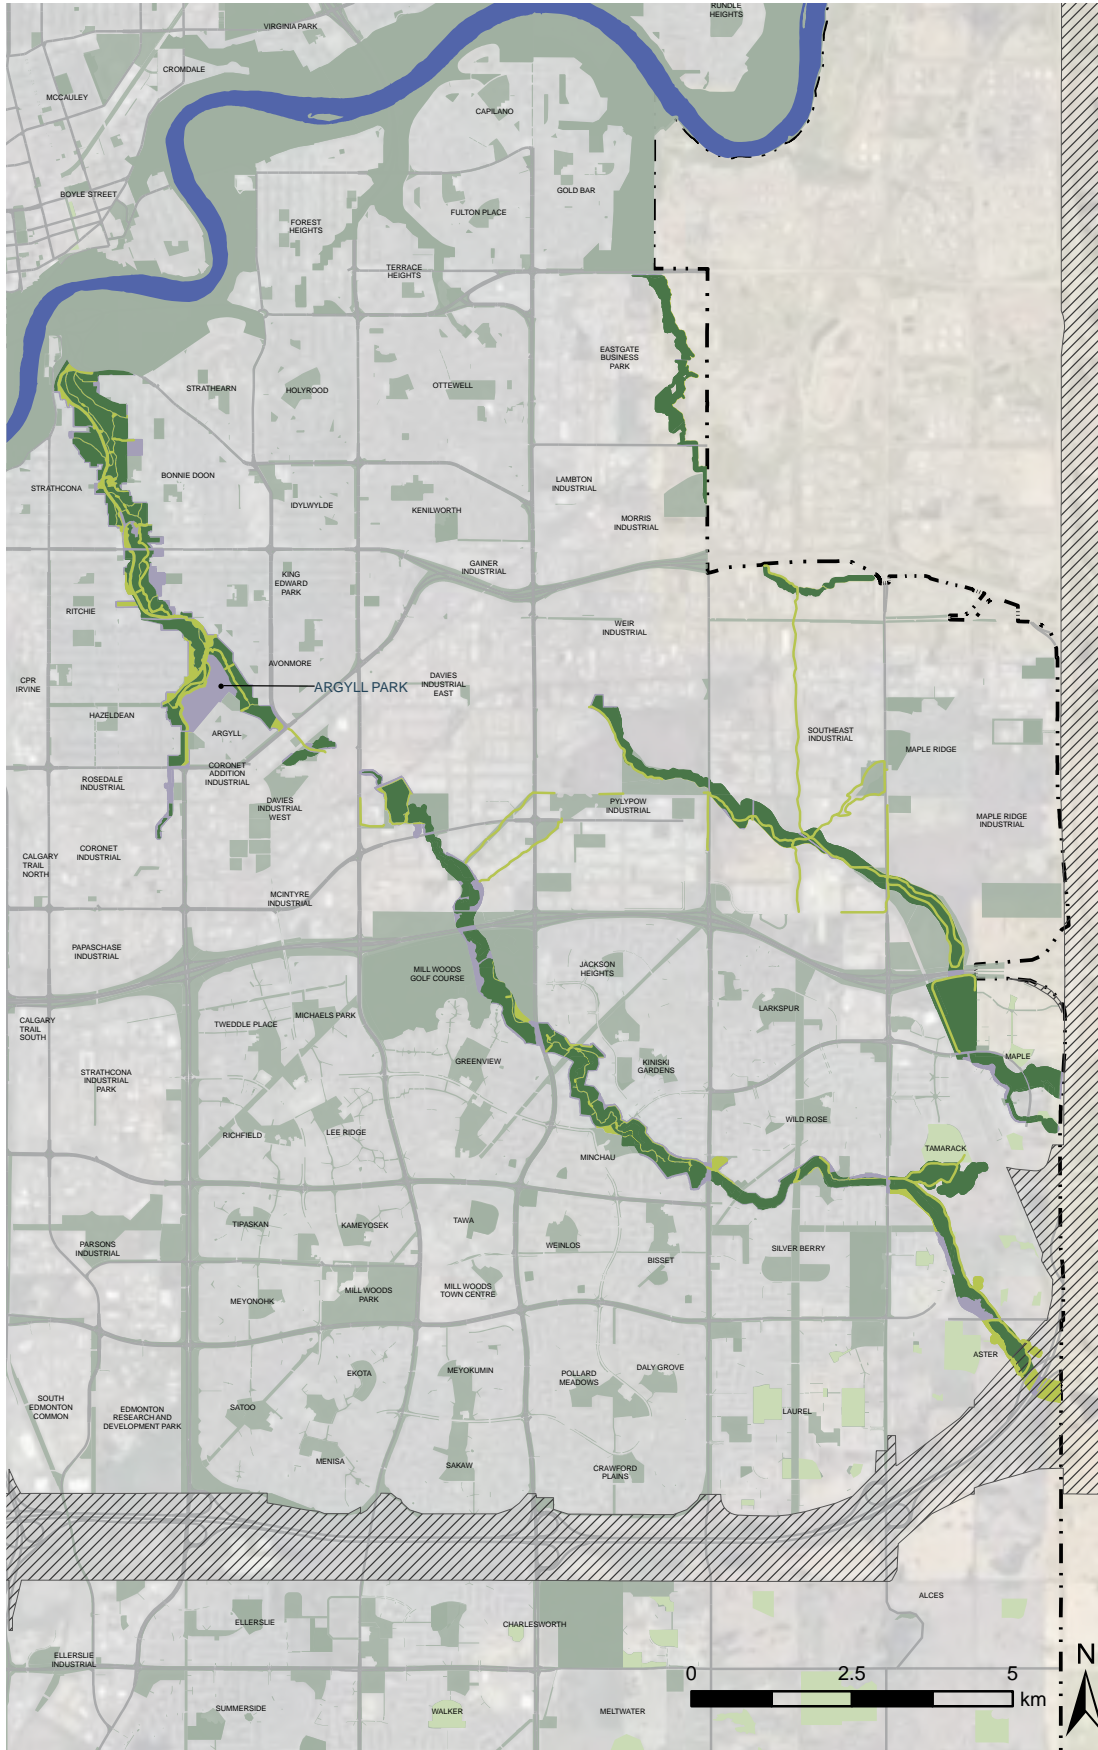 RUNDLE
HEIGHTS
VIRGINIA PARK
CROMDALE
MCCAULEY
CAPILANO
BOYLE STREET
GOLD BAR
FULTON PLACE
FOREST
HEIGHTS
TERRACE
HEIGHTS
EASTGATE
BUSINESS
PARK
STRATHEARN
HOLYROOD
OTTEWELL
STRATHCONA
BONNIE DOON
IDYLWYLDE
KENILWORTH
LAMBTON
INDUSTRIAL
MORRIS
INDUSTRIAL
GAINER
INDUSTRIAL
KING
EDWARD
PARK
RITCHIE
WEIR
INDUSTRIAL
AVONMORE
CPR
IRVINE
ARGYLL PARK
DAVIES
INDUSTRIAL
EAST
HAZELDEAN
ARGYLL
SOUTHEAST
INDUSTRIAL
MAPLE RIDGE
CORONET
ADDITION
INDUSTRIAL
ROSEDALE
INDUSTRIAL
DAVIES
INDUSTRIAL
WEST
PYLYPOW
INDUSTRIAL
MAPLE RIDGE
INDUSTRIAL
CORONET
INDUSTRIAL
CALGARY
TRAIL
NORTH
MCINTYRE
INDUSTRIAL
PAPASCHASE
INDUSTRIAL
MILL WOODS
GOLF COURSE
JACKSON
HEIGHTS
LARKSPUR
CALGARY
TRAIL
SOUTH
TWEDDLE PLACE
MICHAELS PARK
GREENVIEW
KINISKI
GARDENS
MAPLE
STRATHCONA
INDUSTRIAL
PARK
RICHFIELD
LEE RIDGE
WILD ROSE
MINCHAU
TAMARACK
TIPASKAN
KAMEYOSEK
TAWA
WEINLOS
BISSET
SILVER BERRY
PARSONS
INDUSTRIAL
MEYONOHK
MILL WOODS
PARK
MILL WOODS
TOWN CENTRE
ASTER
EKOTA
MEYOKUMIN
POLLARD
MEADOWS
DALY GROVE
SOUTH
EDMONTON
COMMON
EDMONTON
RESEARCH AND
DEVELOPMENT PARK
SATOO
LAUREL
MENISA
SAKAW
CRAWFORD
PLAINS
ALCES
ELLERSLIE
CHARLESWORTH
ELLERSLIE
INDUSTRIAL
SUMMERSIDE
WALKER
MELTWATER
0 2.5 5
km
N